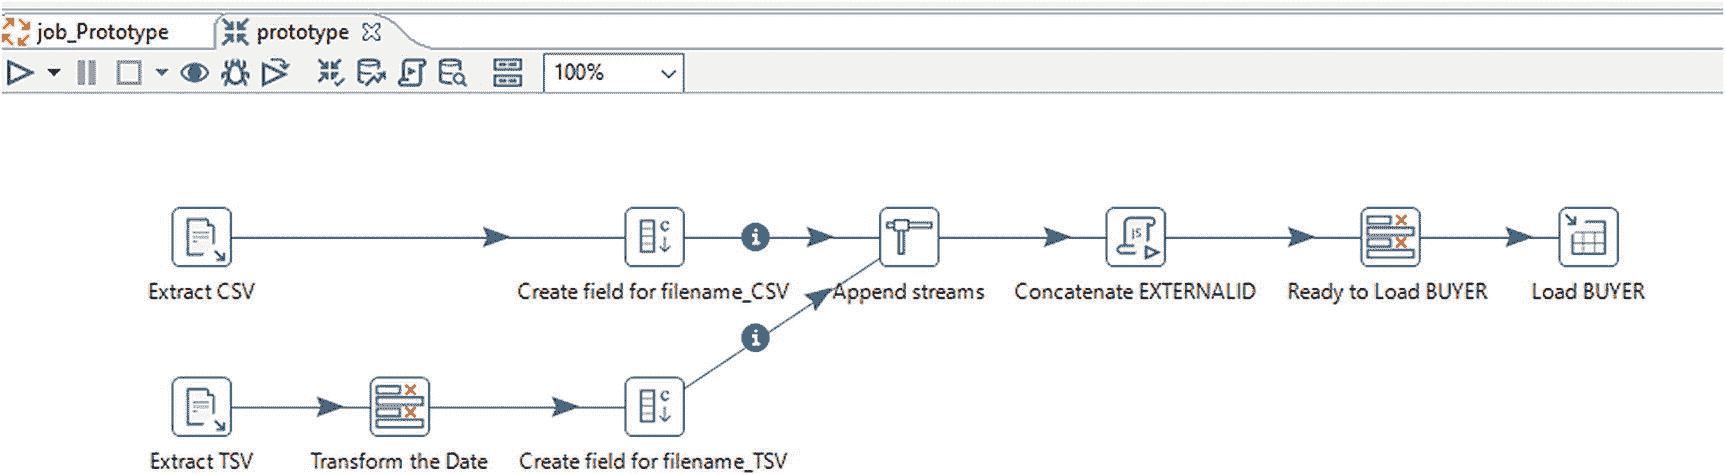 job_Prototype
prototype
100%
Extract CSV
Create field for filename_CSV
Append streams
Concatenate EXTERNALID
Ready to Load BUYER
Load BUYER
Extract TSV
Transform the Date
Create field for filename_TSV